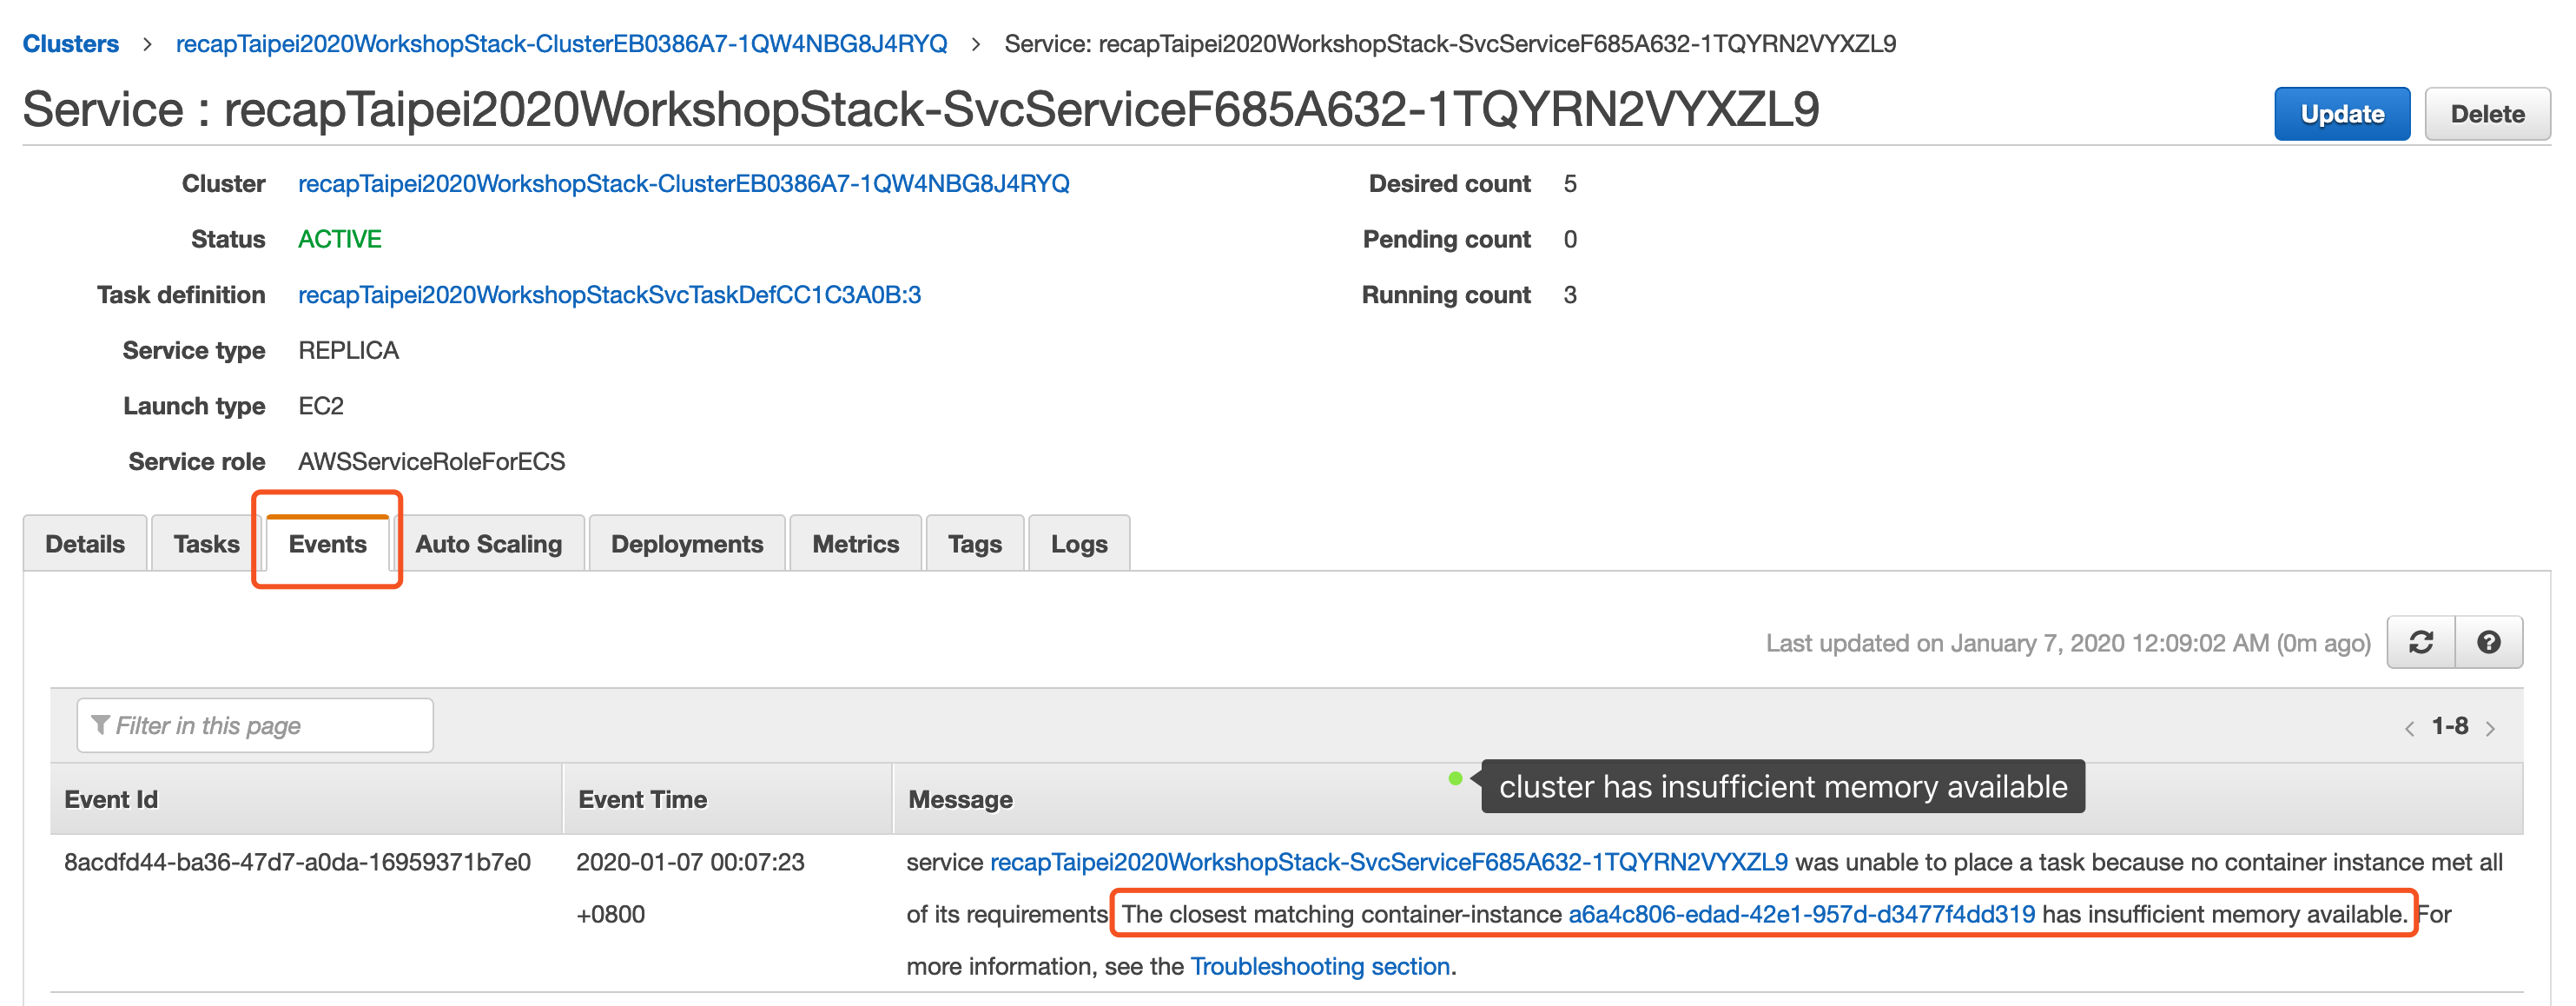 Clusters > recapTaipei2020WorkshopStack-ClusterEB0386A7-1QW4NBG8J4RYQ > Service: recapTaipei2020WorkshopStack-SvcServiceF685A632-1TQYRN2VYXZL9
Service : recapTaipei2020WorkshopStack-SvcServiceF685A632-1TQYRN2VYXZL9
Update Delete
Cluster recapTaipei2020WorkshopStack-ClusterEB0386A7-1QW4NBG8J4RYQ Desired count 5
Status ACTIVE Pending count 0
Task definition recapTaipei2020WorkshopStackSvcTaskDefCC1C3A0B:3 Running count 3
Service type REPLICA
Launch type EC2
Service role AWSServiceRoleForECS
Details Tasks Events Auto Scaling Deployments Metrics Tags Logs
Last updated on January 7, 2020 12:09:02 AM (0m ago)
Filter in this page < 1-8 >
cluster has insufficient memory available
Event Id Event Time Message
8acdfd44-ba36-47d7-a0da-16959371b7e0 2020-01-07 00:07:23 service recapTaipei2020WorkshopStack-SvcServiceF685A632-1TQYRN2VYXZL9 was unable to place a task because no container instance met all
+0800 of its requirements The closest matching container-instance a6a4c806-edad-42e1-957d-d3477f4dd319 has insufficient memory available. For
more information, see the Troubleshooting section.